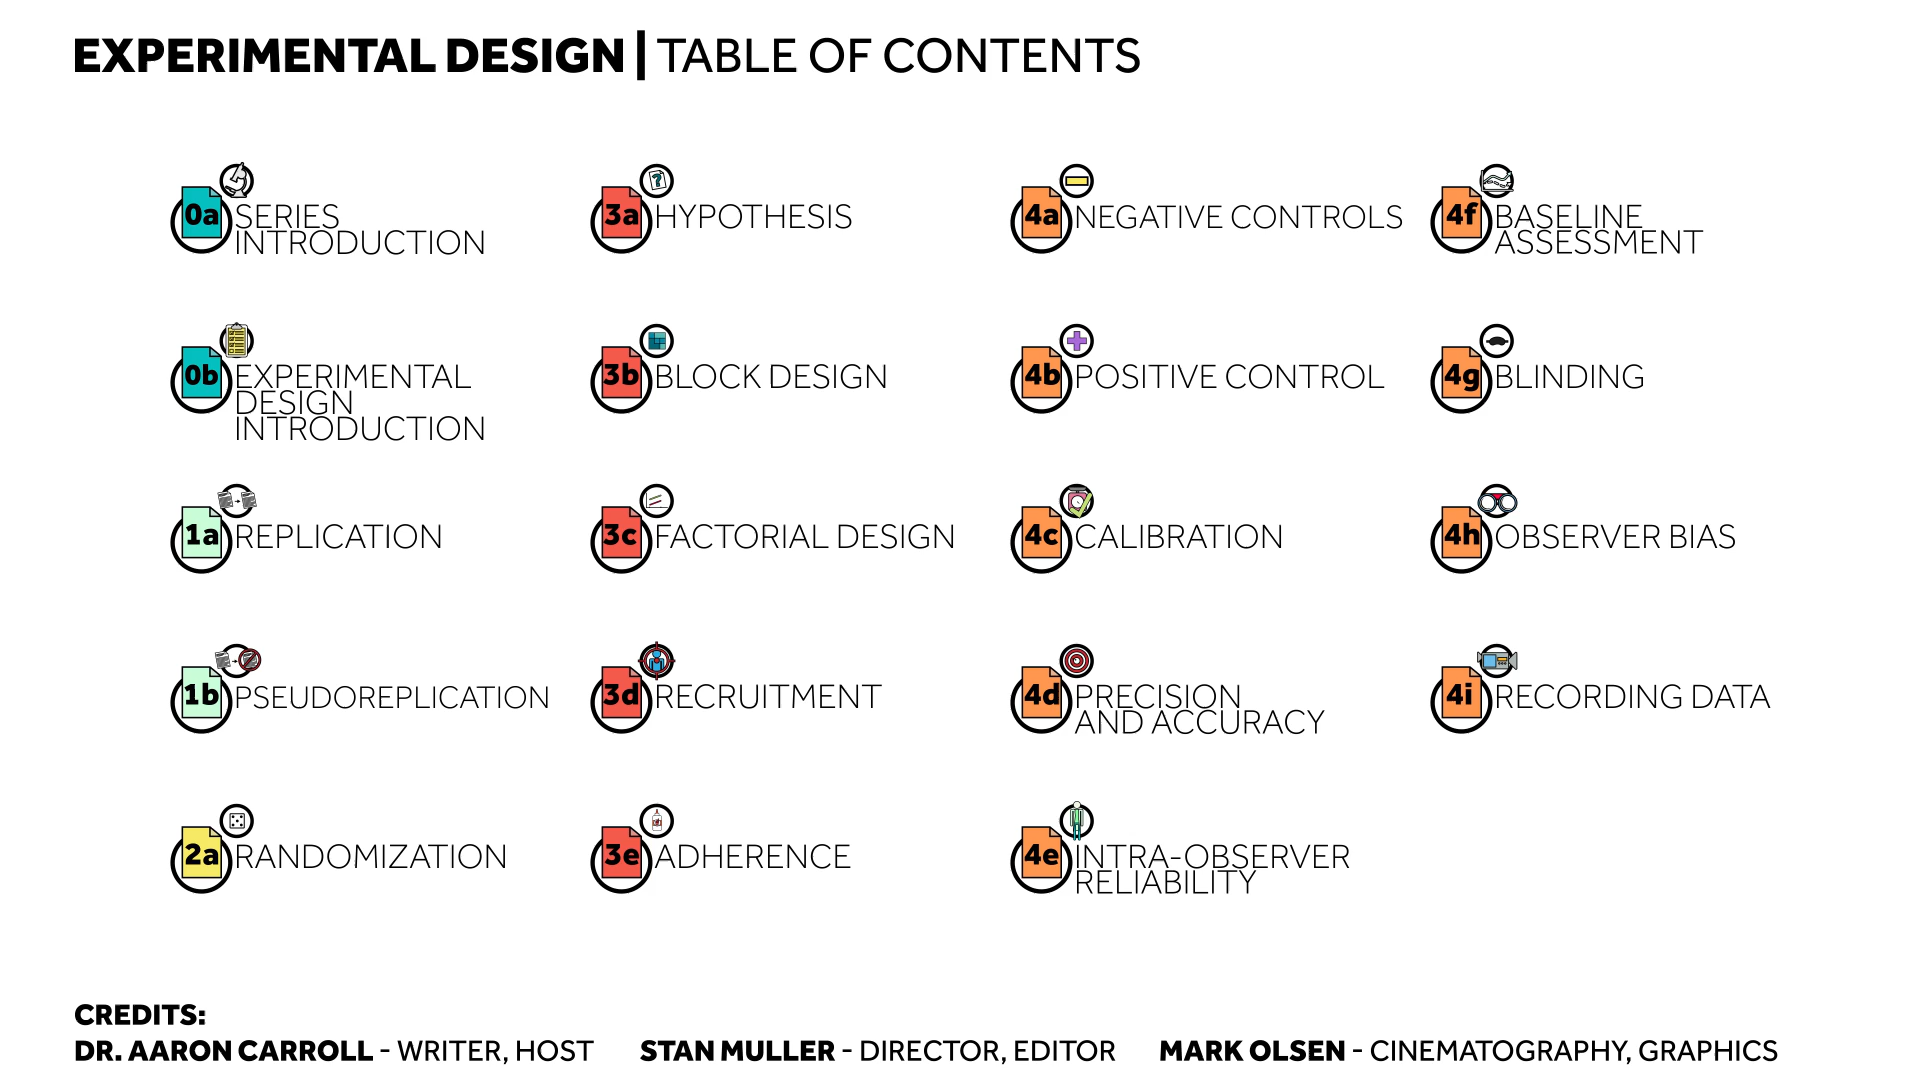 EXPERIMENTAL DESIGN | TABLE OF CONTENTS
0a SERIES
INTRODUCTION
0b EXPERIMENTAL
DESIGN
INTRODUCTION
1a REPLICATION
1b PSEUDOREPLICATION
2a RANDOMIZATION
3a HYPOTHESIS
3b BLOCK DESIGN
3c FACTORIAL DESIGN
3d RECRUITMENT
3e ADHERENCE
4a NEGATIVE CONTROLS
4b POSITIVE CONTROL
4c CALIBRATION
4d PRECISION
AND ACCURACY
4e INTRA-OBSERVER
RELIABILITY
4f BASELINE
ASSESSMENT
4g BLINDING
4h OBSERVER BIAS
4i RECORDING DATA
CREDITS:
DR. AARON CARROLL - WRITER, HOST STAN MULLER - DIRECTOR, EDITOR MARK OLSEN - CINEMATOGRAPHY, GRAPHICS